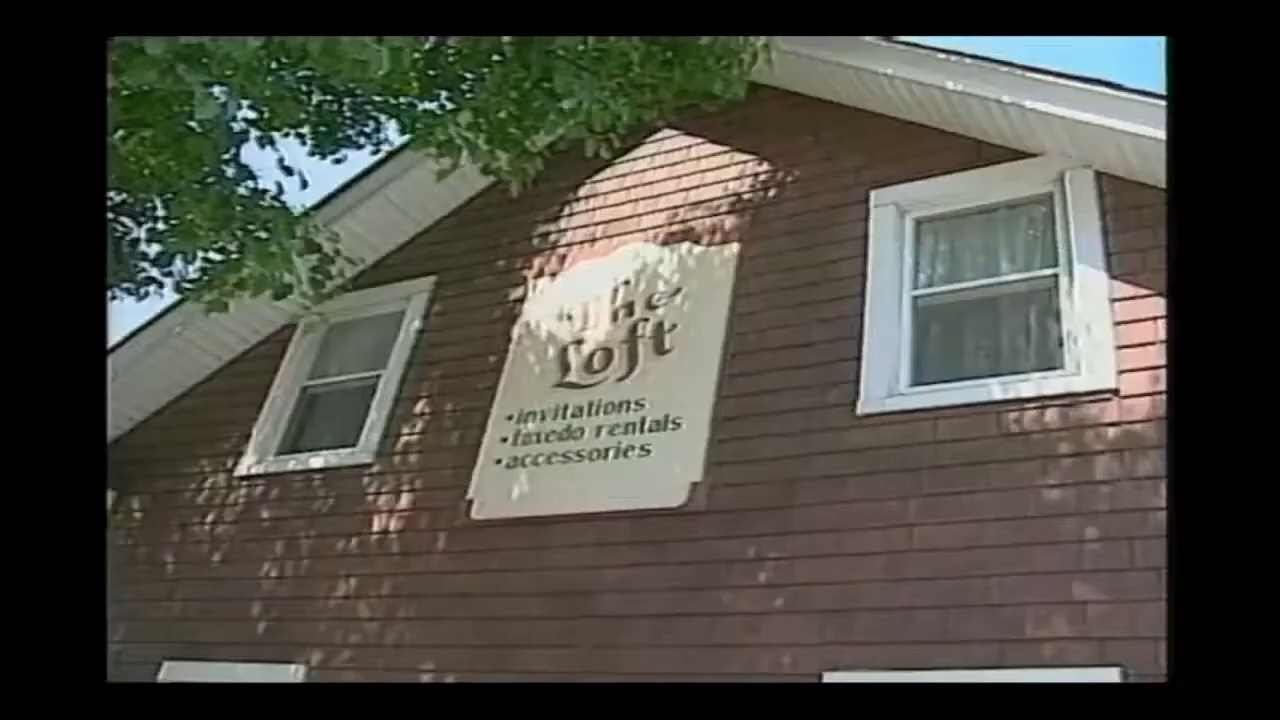 The
Loft
•invitations
•tuxedo rentals
•accessories